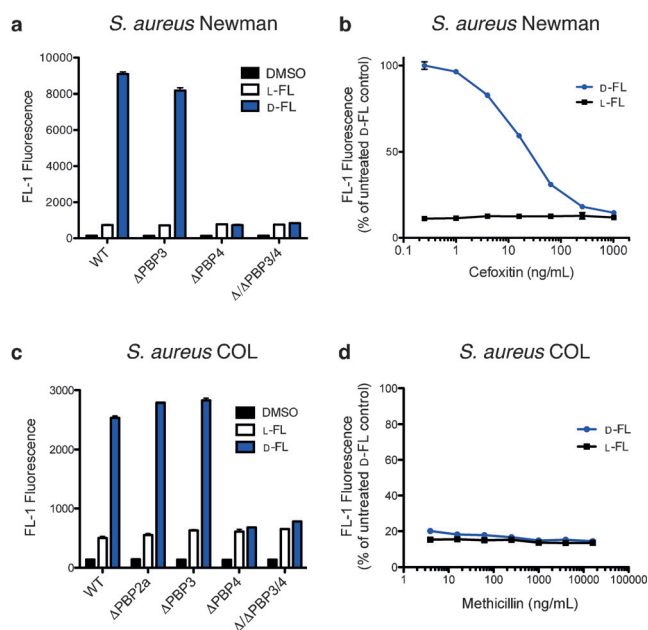 a
S. aureus Newman
FL-1 Fluorescence
10000
8000
6000
4000
2000
0
DMSO
L-FL
D-FL
WT
ΔPBP3
ΔPBP4
Δ/ΔPBP3/4
b
S. aureus Newman
FL-1 Fluorescence
(% of untreated D-FL control)
100
50
0
D-FL
L-FL
0.1
1
10
100
1000
Cefoxitin (ng/mL)
c
S. aureus COL
FL-1 Fluorescence
3000
2000
1000
0
DMSO
L-FL
D-FL
WT
ΔPBP2a
ΔPBP3
ΔPBP4
Δ/ΔPBP3/4
d
S. aureus COL
FL-1 Fluorescence
(% of untreated D-FL control)
100
80
60
40
20
0
D-FL
L-FL
1
10
100
1000
10000
100000
Methicillin (ng/mL)